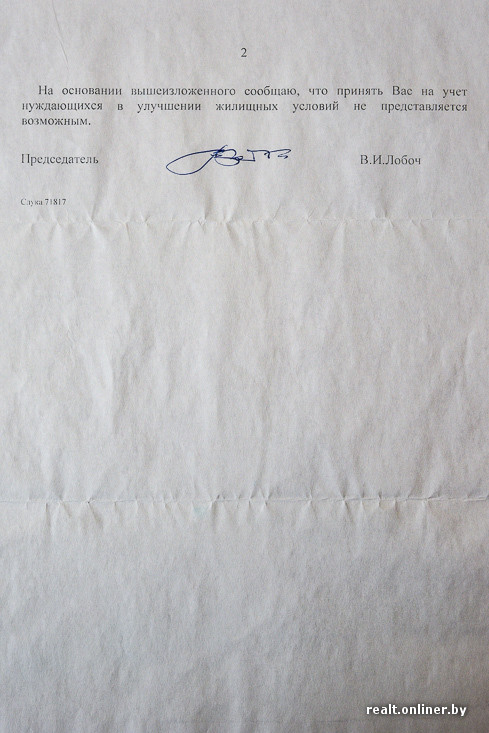 2
На основании вышеизложенного сообщаю, что принять Вас на учет
нуждающихся в улучшении жилищных условий не представляется
возможным.
Председатель В.И.Лобоч
Слука 71817
realt.onliner.by